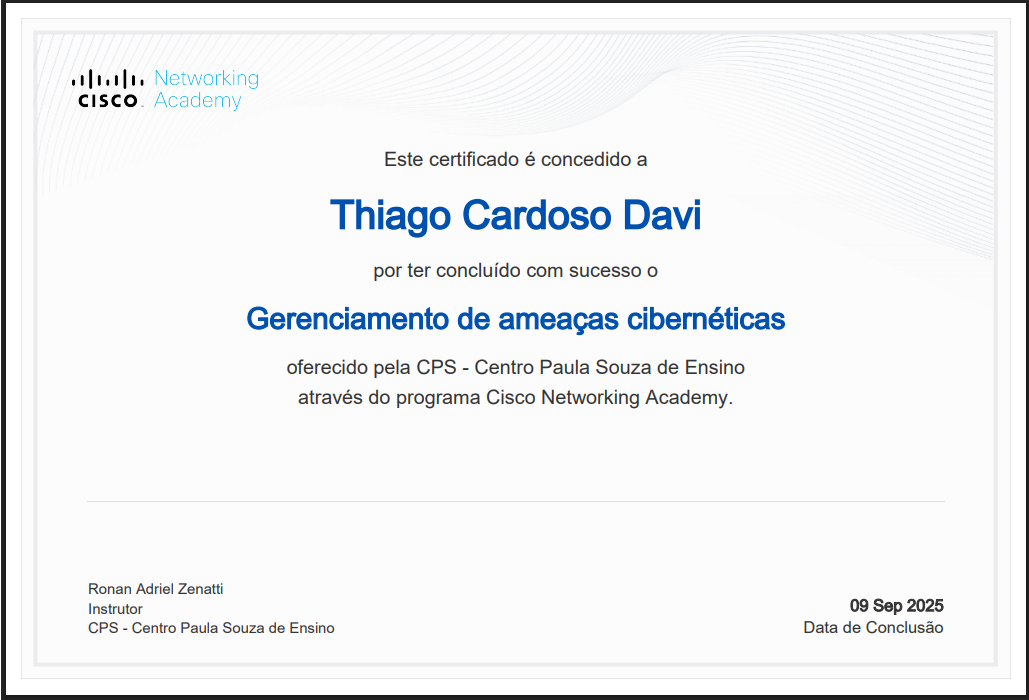 CISCO Networking Academy
Este certificado é concedido a
Thiago Cardoso Davi
por ter concluído com sucesso o
Gerenciamento de ameaças cibernéticas
oferecido pela CPS - Centro Paula Souza de Ensino
através do programa Cisco Networking Academy.
Ronan Adriel Zenatti
Instrutor
CPS - Centro Paula Souza de Ensino
09 Sep 2025
Data de Conclusão